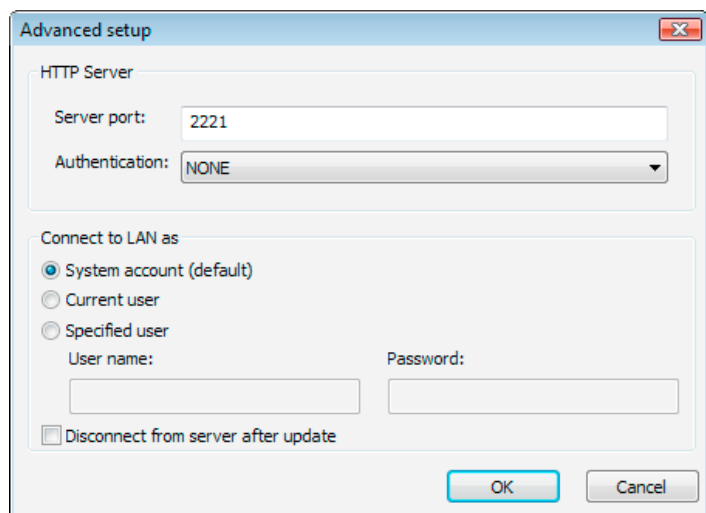 Advanced setup
HTTP Server
Server port: 2221
Authentication: NONE
Connect to LAN as
System account (default)
Current user
Specified user
User name: Password:
Disconnect from server after update
OK Cancel